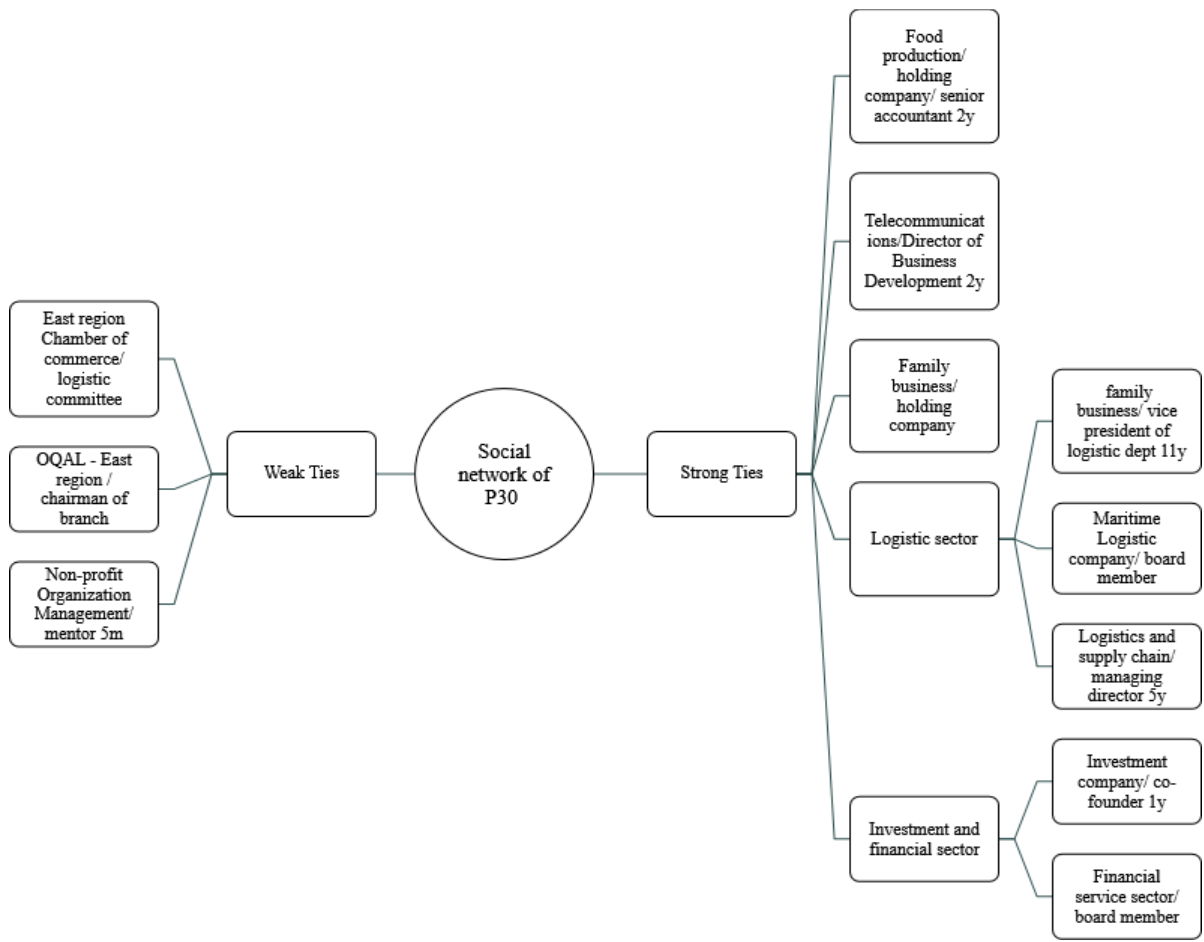 Food
production/
holding
company/ senior
accountant 2y
Telecommunicat
ions/Director of
Business
Development 2y
East region
Chamber of
commerce/
logistic
committee
Family
business/
holding
company
family
business/ vice
president of
logistic dept 11y
OQAL - East
region /
chairman of
branch
Weak Ties
Social
network of
P30
Strong Ties
Logistic sector
Maritime
Logistic
company/ board
member
Non-profit
Organization
Management/
mentor 5m
Logistics and
supply chain/
managing
director 5y
Investment and
financial sector
Investment
company/ co-
founder 1y
Financial
service sector/
board member